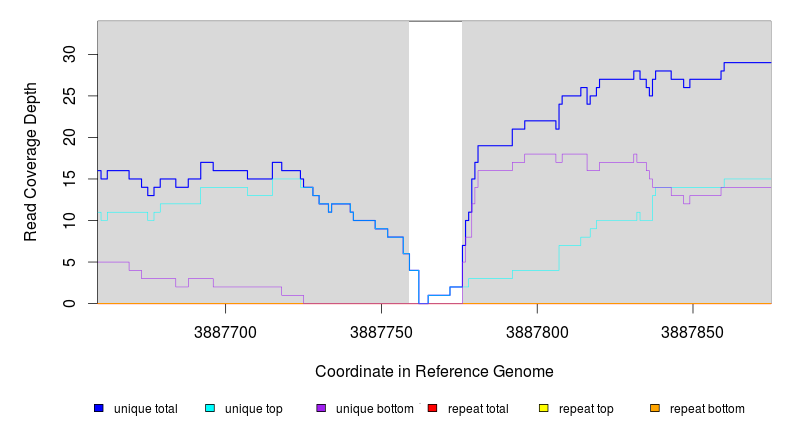 Read Coverage Depth
30
25
20
15
10
5
0
3887700 3887750 3887800 3887850
Coordinate in Reference Genome
unique total unique top unique bottom repeat total repeat top repeat bottom